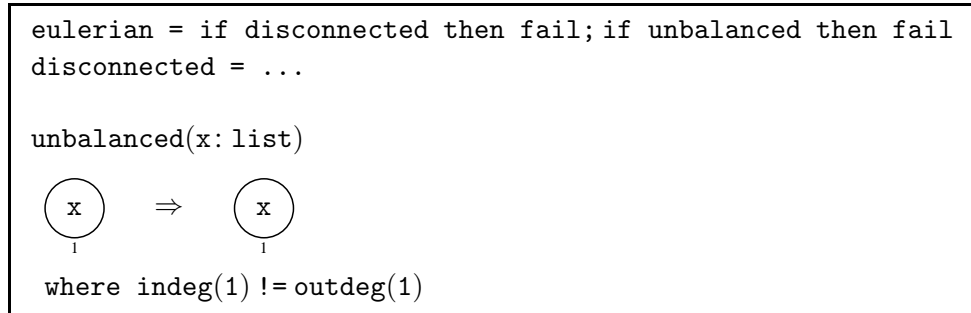 eulerian = if disconnected then fail; if unbalanced then fail
disconnected = ...
unbalanced(x: list)
x ⇒ x
1 1
where indeg(1) != outdeg(1)